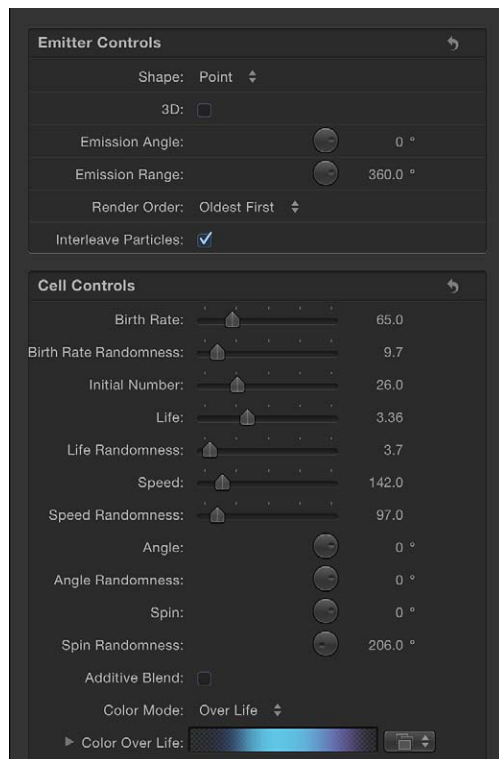 Emitter Controls
Shape: Point
3D:
Emission Angle: 0 °
Emission Range: 360.0 °
Render Order: Oldest First
Interleave Particles:
Cell Controls
Birth Rate: 65.0
Birth Rate Randomness: 9.7
Initial Number: 26.0
Life: 3.36
Life Randomness: 3.7
Speed: 142.0
Speed Randomness: 97.0
Angle: 0 °
Angle Randomness: 0 °
Spin: 0 °
Spin Randomness: 206.0 °
Additive Blend:
Color Mode: Over Life
Color Over Life: